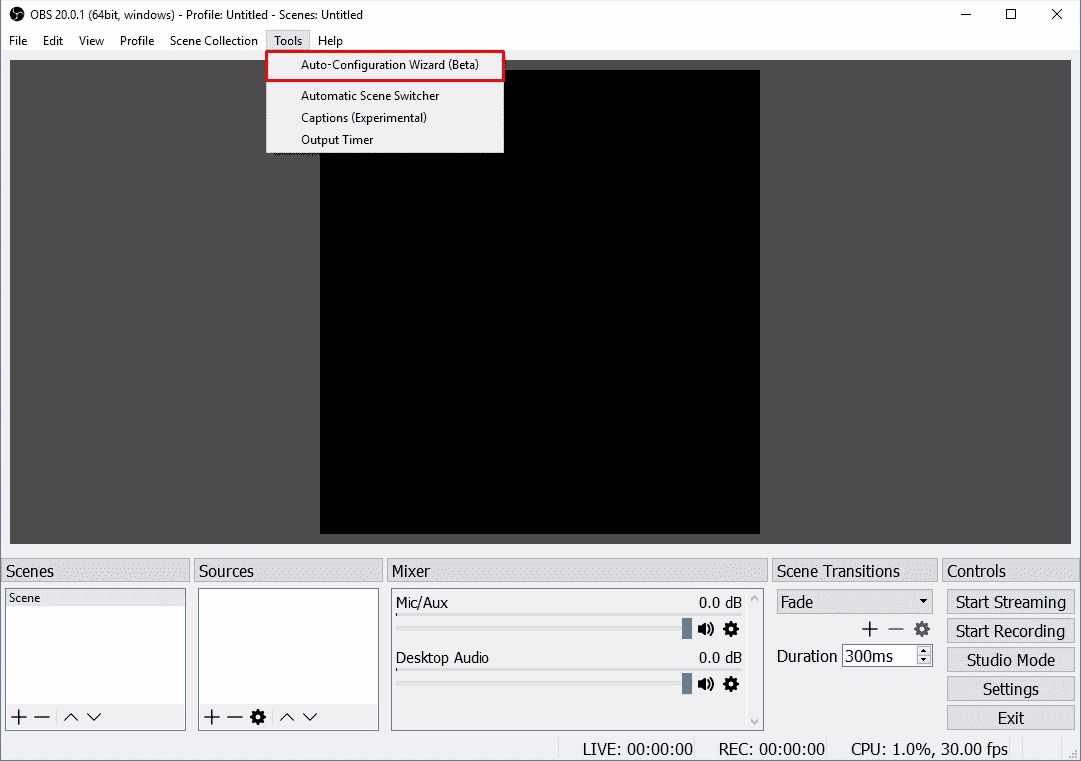 OBS 20.0.1 (64bit, windows) - Profile: Untitled - Scenes: Untitled
File Edit View Profile Scene Collection Tools Help
Auto-Configuration Wizard (Beta)
Automatic Scene Switcher
Captions (Experimental)
Output Timer
Scenes
Scene
Sources
Mixer
Mic/Aux 0.0 dB
Desktop Audio 0.0 dB
Scene Transitions
Fade
Duration 300ms
Controls
Start Streaming
Start Recording
Studio Mode
Settings
Exit
LIVE: 00:00:00 REC: 00:00:00 CPU: 1.0%, 30.00 fps